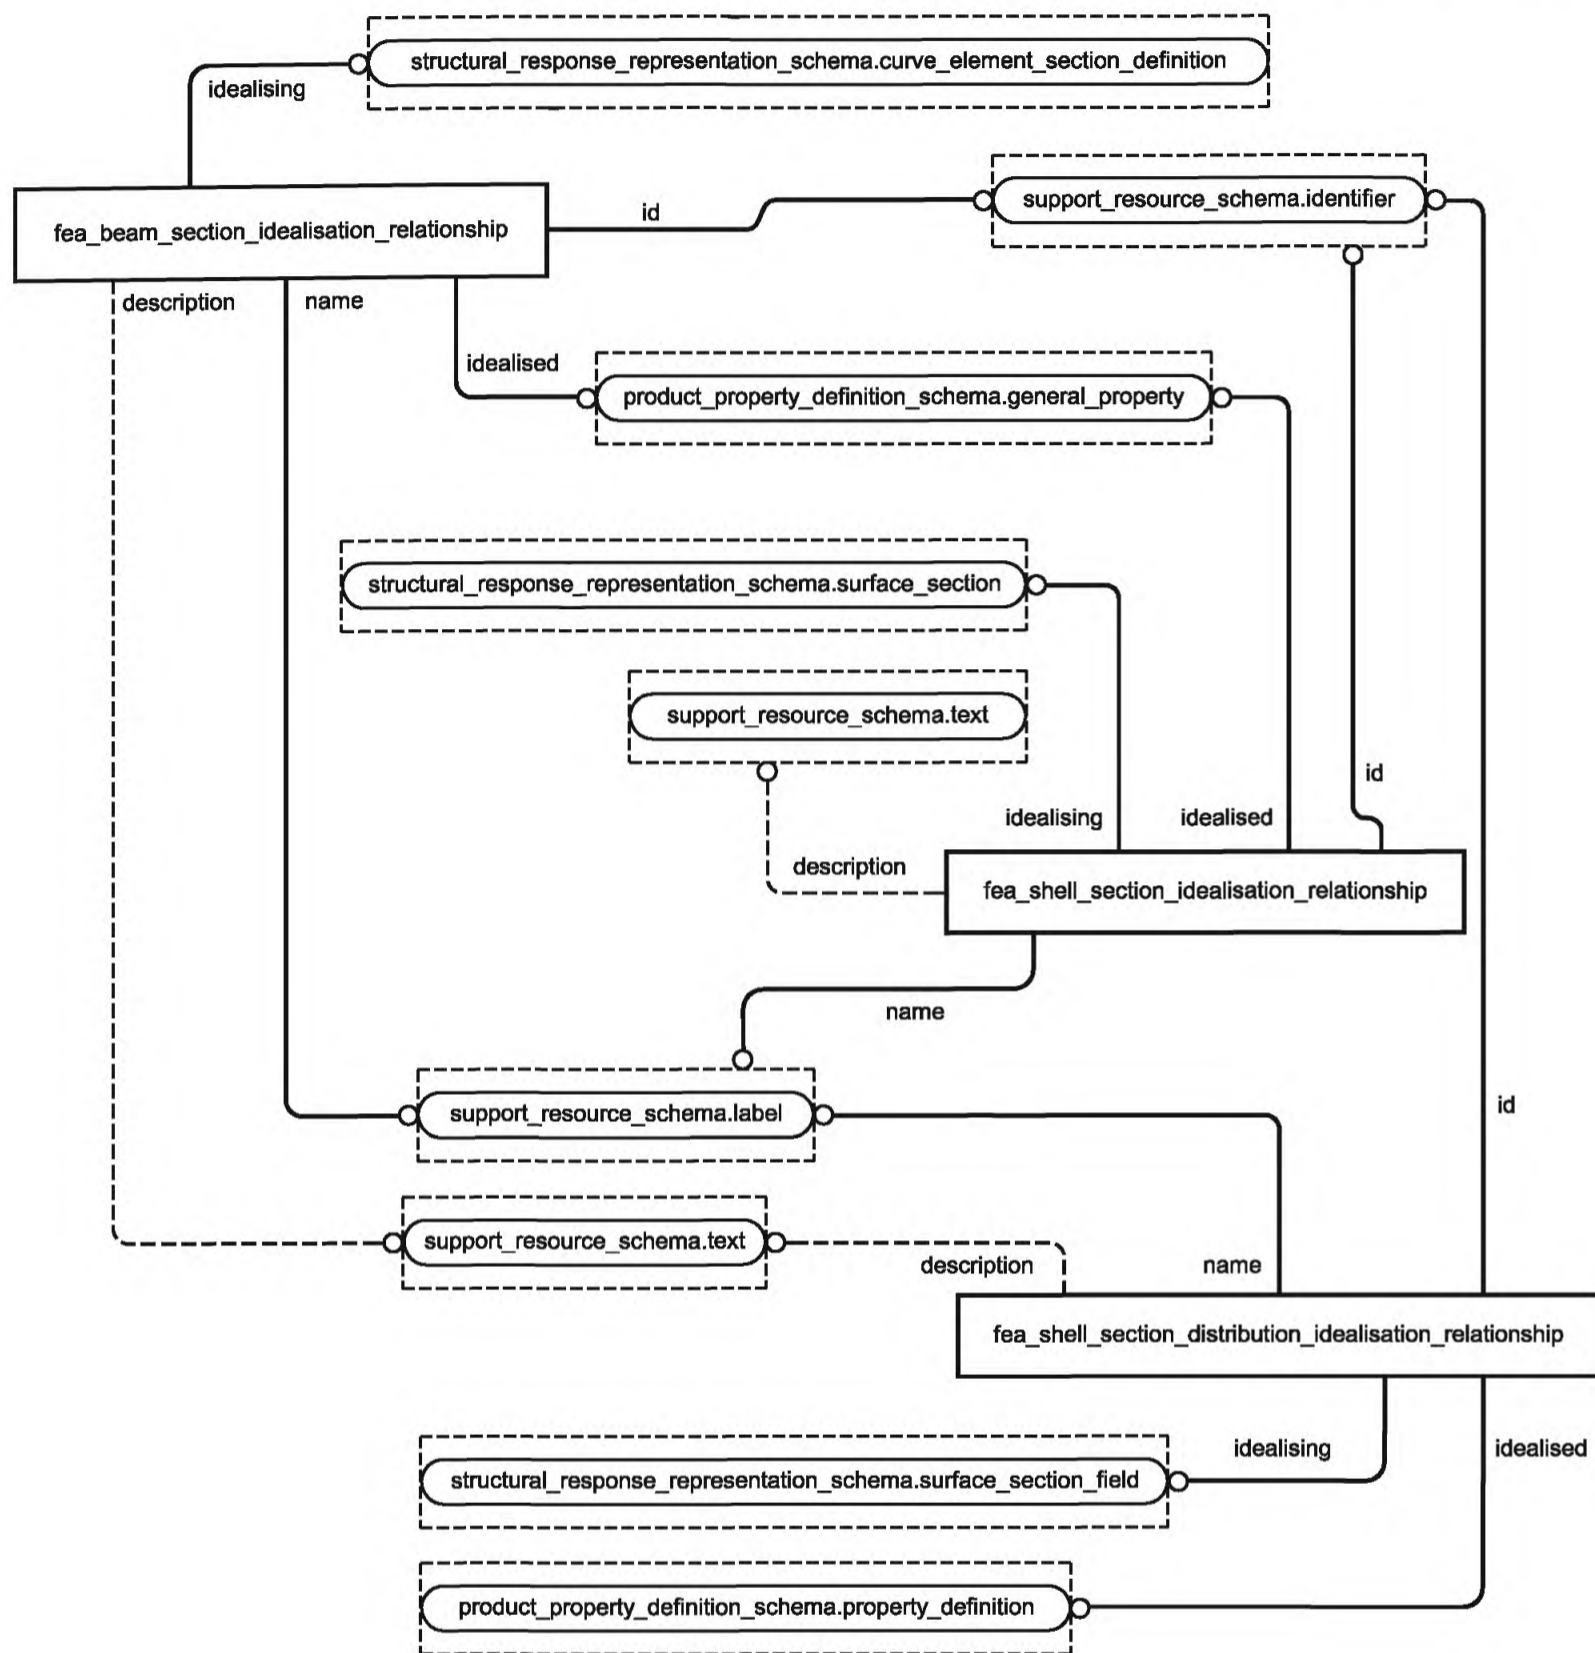 structural_response_representation_schema.curve_element_section_definition
idealising
support_resource_schema.identifier
id
fea_beam_section_idealisation_relationship
description
name
idealised
product_property_definition_schema.general_property
structural_response_representation_schema.surface_section
support_resource_schema.text
id
idealising
idealised
description
fea_shell_section_idealisation_relationship
name
support_resource_schema.label
id
support_resource_schema.text
description
name
fea_shell_section_distribution_idealisation_relationship
idealising
idealised
structural_response_representation_schema.surface_section_field
product_property_definition_schema.property_definition